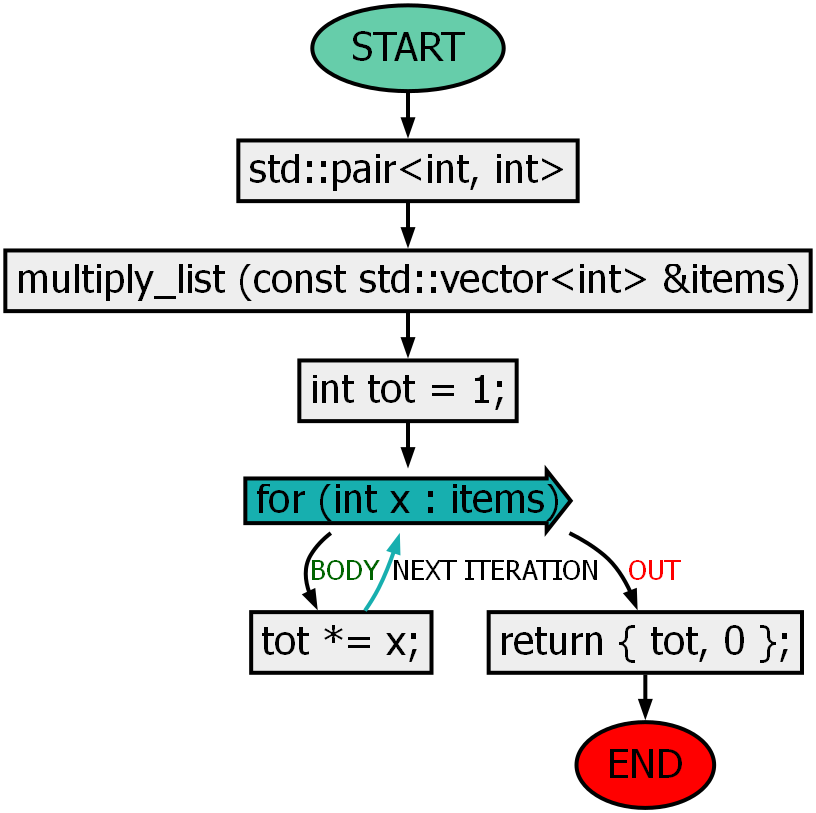 START
std::pair<int, int>
multiply_list (const std::vector<int> &items)
int tot = 1;
for (int x : items)
BODY
NEXT ITERATION
OUT
tot *= x;
return { tot, 0 };
END